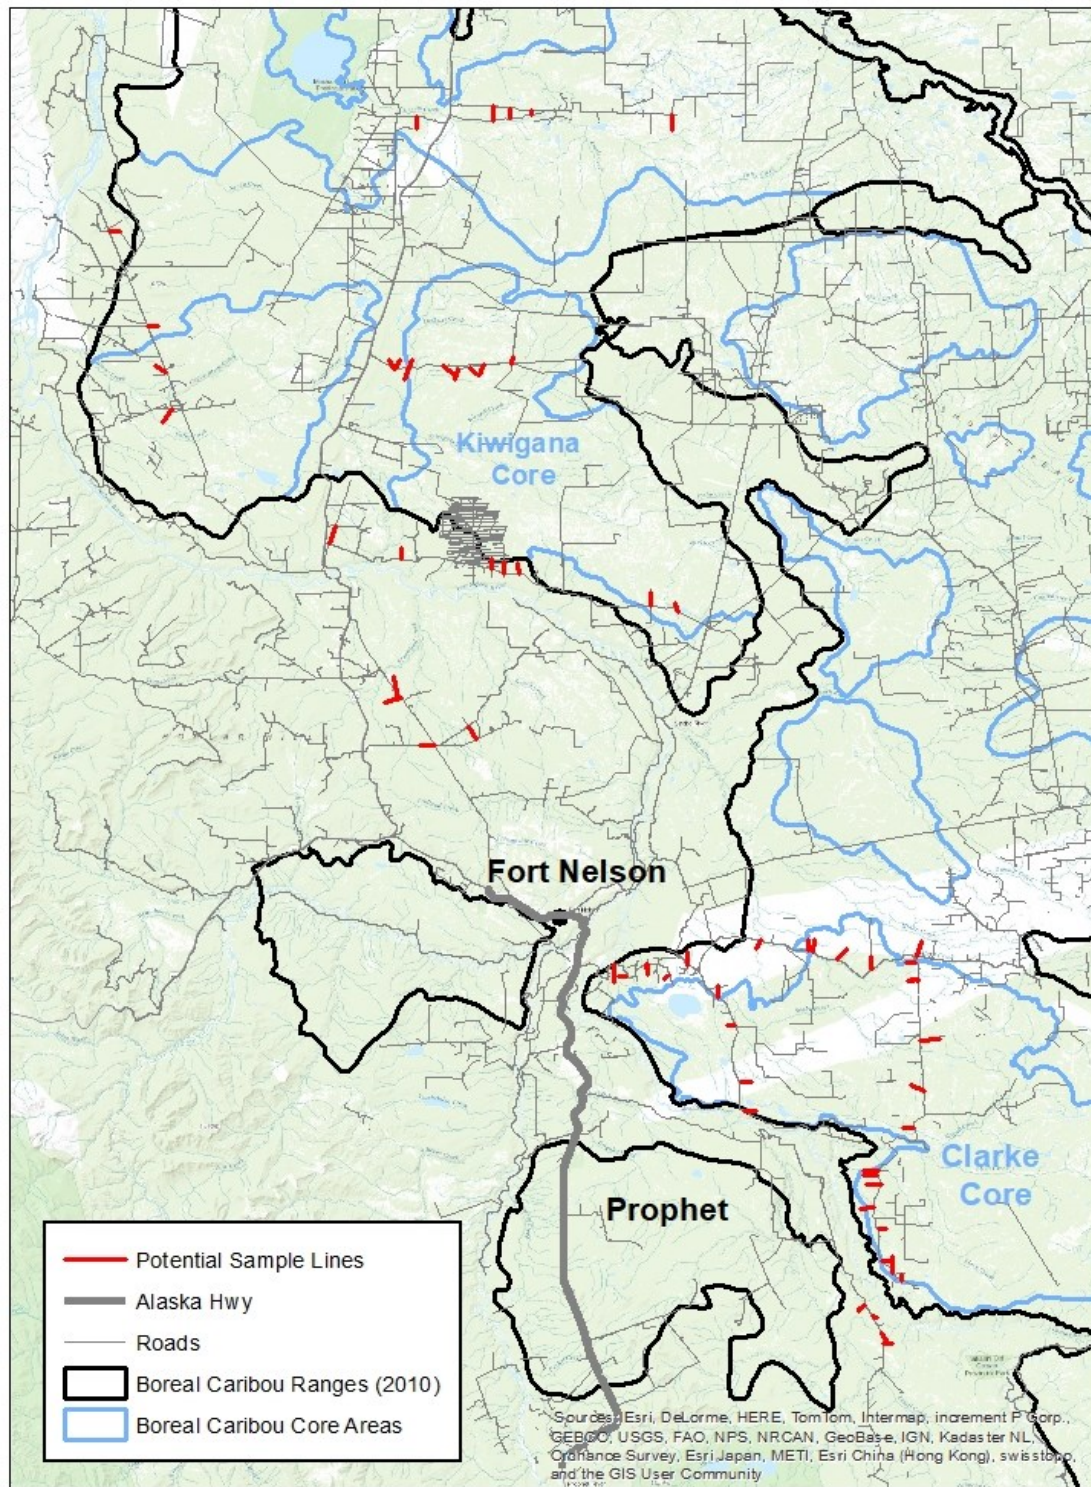 Kiwigana
Core
Fort Nelson
Clarke
Core
Prophet
Potential Sample Lines
Alaska Hwy
Roads
Boreal Caribou Ranges (2010)
Boreal Caribou Core Areas
Sources: Esri, DeLorme, HERE, TomTom, Intermap, increment P Corp.,
GEBCO, USGS, FAO, NPS, NRCAN, GeoBase, IGN, Kadaster NL,
Ordnance Survey, Esri Japan, METI, Esri China (Hong Kong), swisstopo,
and the GIS User Community